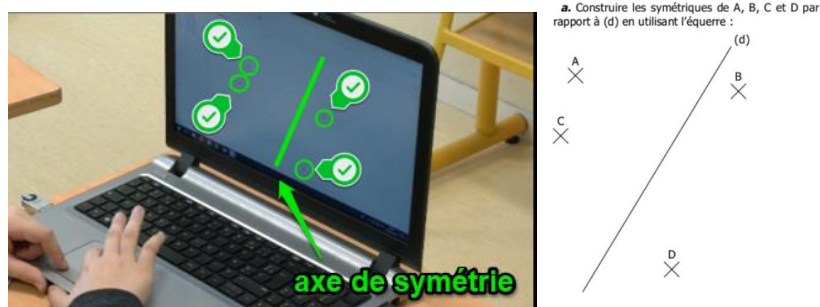 axe de symétrie
a. Construire les symétriques de A, B, C et D par
rapport à (d) en utilisant l'équerre :
(d)
A
B
C
D